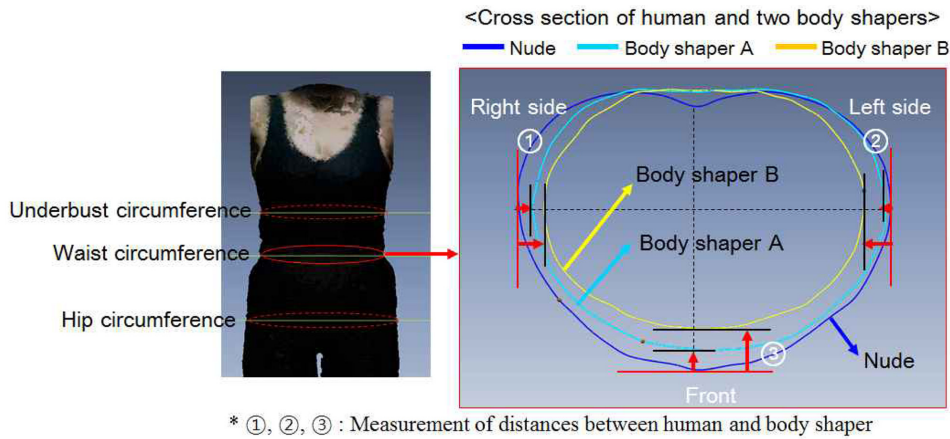 <Cross section of human and two body shapers>
Nude Body shaper A Body shaper B
Right side Left side
① ②
Body shaper B
Underbust circumference
Body shaper A
Waist circumference
Hip circumference
③
Nude
Front
* ①, ②, ③ : Measurement of distances between human and body shaper